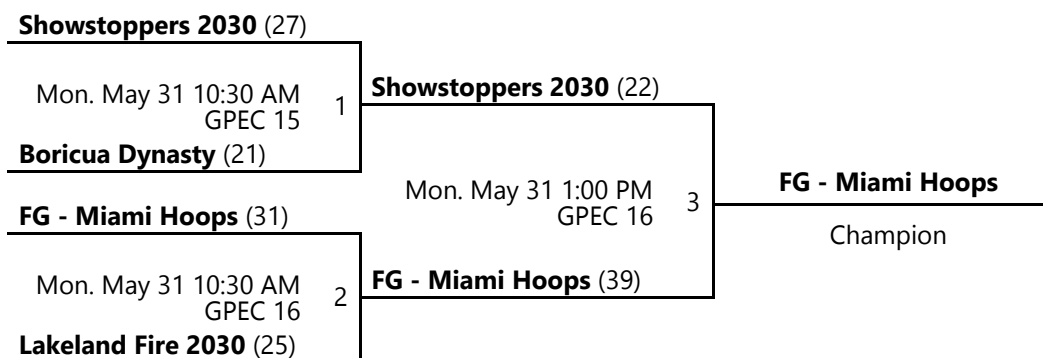 Showstoppers 2030 (27)
Mon. May 31 10:30 AM
GPEC 15
1
Boricua Dynasty (21)
FG - Miami Hoops (31)
Mon. May 31 10:30 AM
GPEC 16
2
Lakeland Fire 2030 (25)
Showstoppers 2030 (22)
Mon. May 31 1:00 PM
GPEC 16
3
FG - Miami Hoops (39)
FG - Miami Hoops
Champion